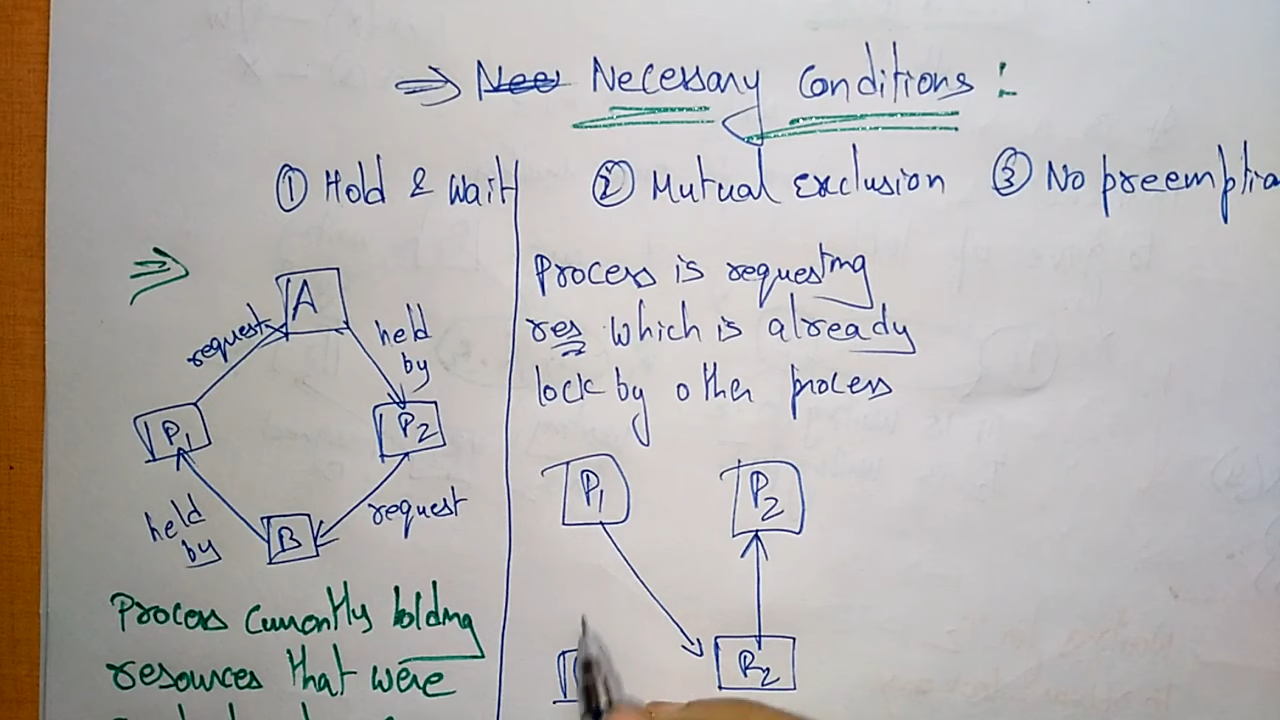 ⇒ Necessary Conditions :
① Hold & wait ② Mutual Exclusion ③ No preemptio
⇒
A
request
held
by
P1
P2
held
by
request
B
Process currently holding
resources that were
Process is requesting
res which is already
lock by other process
P1
P2
R2